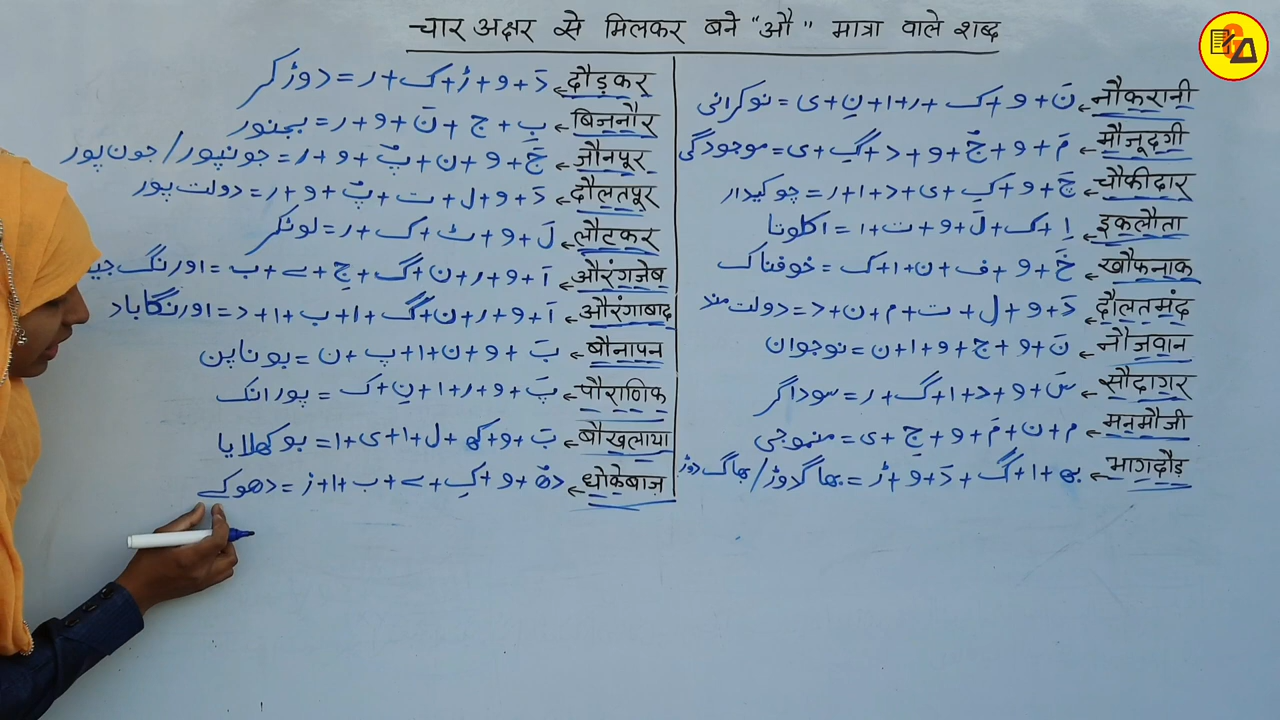 चार अक्षर से मिलकर बने "औ" मात्रा वाले शब्द
नौकरानी ← نَ + و + ک + ر + ا + نِ + ی = نوکرانی
मौजूदगी ← مَ + و + جُ + و + د + گِ + ی = موجودگی
चौकीदार ← چَ + و + کِ + ی + د + ا + ر = چوکیدار
इकलौता ← اِ + ک + لَ + و + ت + ا = اکلوتا
खौफनाक ← خَ + و + ف + ن + ا + ک = خوفناک
दौलतमंद ← دَ + و + ل + ت + م + ن + د = دولت مند
नौजवान ← نَ + و + ج + و + ا + ن = نوجوان
सौदागर ← سَ + و + د + ا + گ + ر = سوداگر
मनमौजी ← م + ن + مَ + و + جِ + ی = منموجی
भागदौड़ ← بھ + ا + گ + دَ + و + ڑ = بھاگدوڑ / بھاگ دوڑ
दौड़कर ← دَ + و + ڑ + ک + ر = دوڑکر
बिजनौर ← بِ + ج + نَ + و + ر = بجنور
जौनपुर ← جَ + و + ن + پُ + و + ر = جونپور / جون پور
दौलतपुर ← دَ + و + ل + ت + پُ + و + ر = دولت پور
लौटकर ← لَ + و + ٹ + ک + ر = لوٹکر
औरंगजेब ← اَ + و + ر + ن + گ + جِ + ے + ب = اورنگ جیب
औरंगाबाद ← اَ + و + ر + ن + گ + ا + ب + ا + د = اورنگاباد
बौनापन ← بَ + و + ن + ا + پ + ن = بوناپن
पौराणिक ← پَ + و + ر + ا + نِ + ک = پورانک
बौखलाया ← بَ + و + کھ + ل + ا + ی + ا = بوکھلایا
धोकेबाज़ ← دھُ + و + کِ + ے + ب + ا + ز = دھوکے